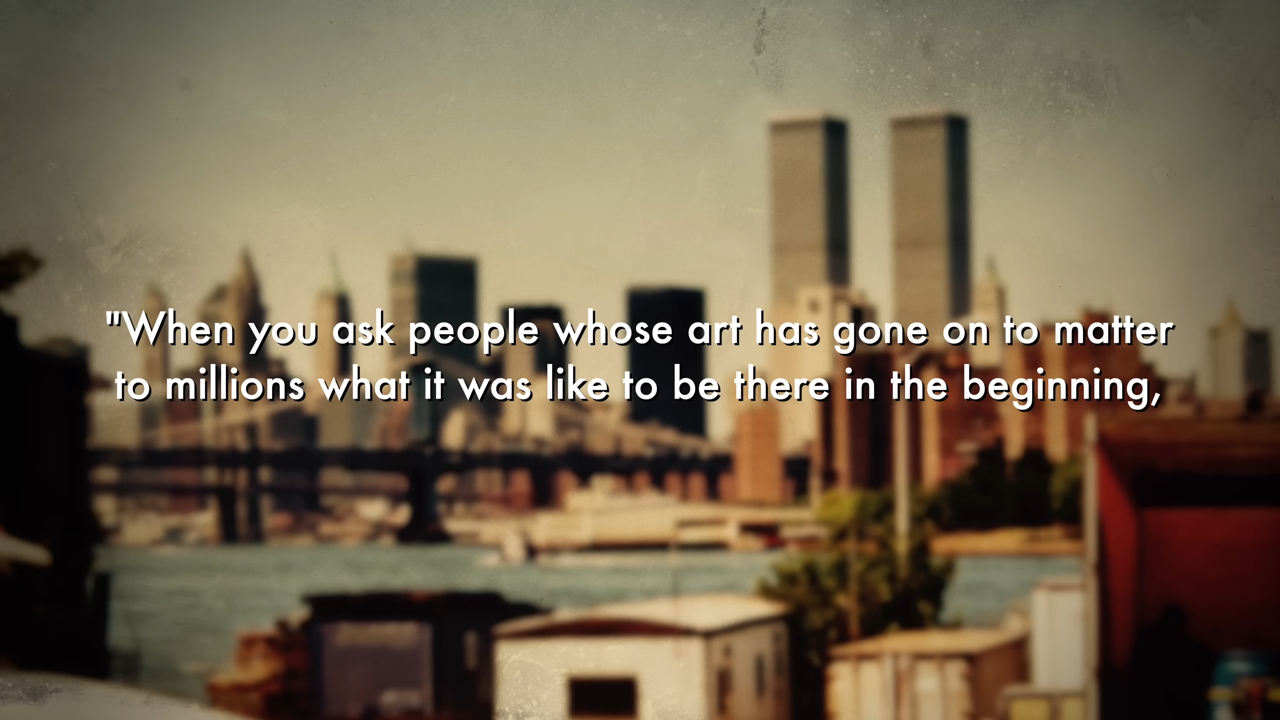 "When you ask people whose art has gone on to matter
to millions what it was like to be there in the beginning,